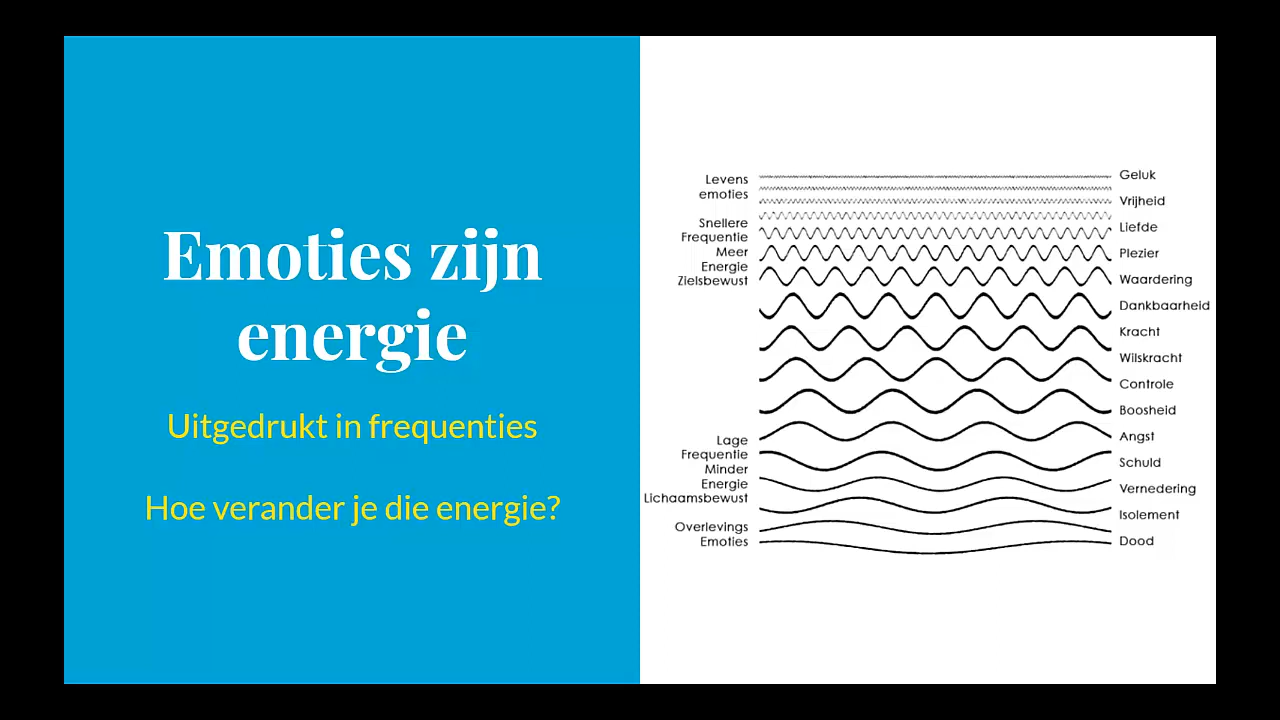 Emoties zijn
energie
Uitgedrukt in frequenties
Hoe verander je die energie?
Levens
emoties
Snellere
Frequentie
Meer
Energie
Zielsbewust
Lage
Frequentie
Minder
Energie
Lichaamsbewust
Overlevings
Emoties
Geluk
Vrijheid
Liefde
Plezier
Waardering
Dankbaarheid
Kracht
Wilskracht
Controle
Boosheid
Angst
Schuld
Vernedering
Isolement
Dood